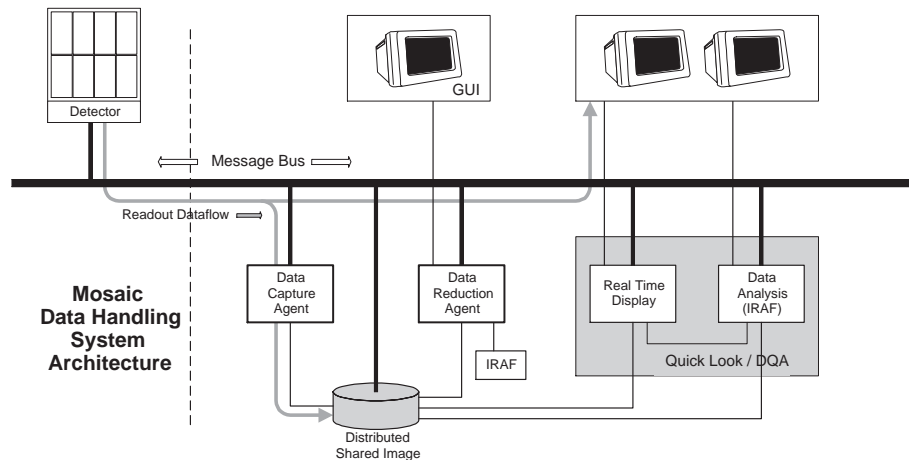 GUI
Detector
Message Bus
Readout Dataflow
Mosaic
Data Handling
System
Architecture
Data
Capture
Agent
Data
Reduction
Agent
IRAF
Real Time
Display
Data
Analysis
(IRAF)
Quick Look / DQA
Distributed
Shared Image